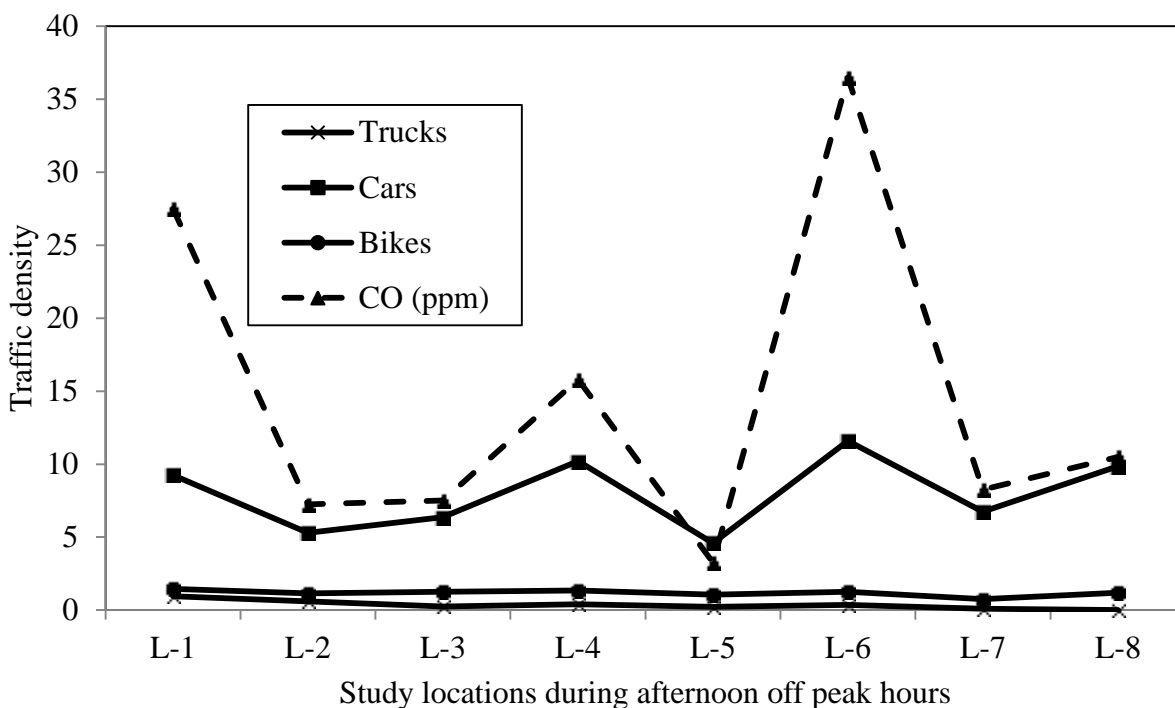 40
35
30
25
20
15
10
5
0
Traffic density
Trucks
Cars
Bikes
CO (ppm)
L-1 L-2 L-3 L-4 L-5 L-6 L-7 L-8
Study locations during afternoon off peak hours